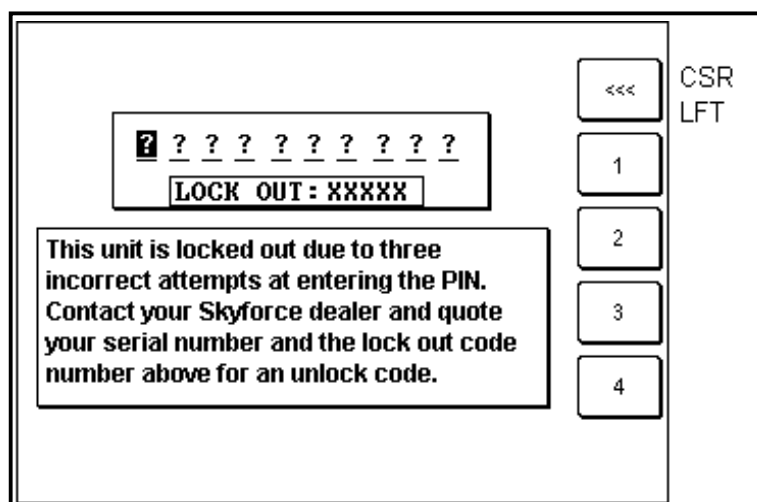 <<<
CSR
LFT
? ? ? ? ? ? ? ? ? ?
LOCK OUT:XXXXX
1
This unit is locked out due to three
incorrect attempts at entering the PIN.
Contact your Skyforce dealer and quote
your serial number and the lock out code
number above for an unlock code.
2
3
4